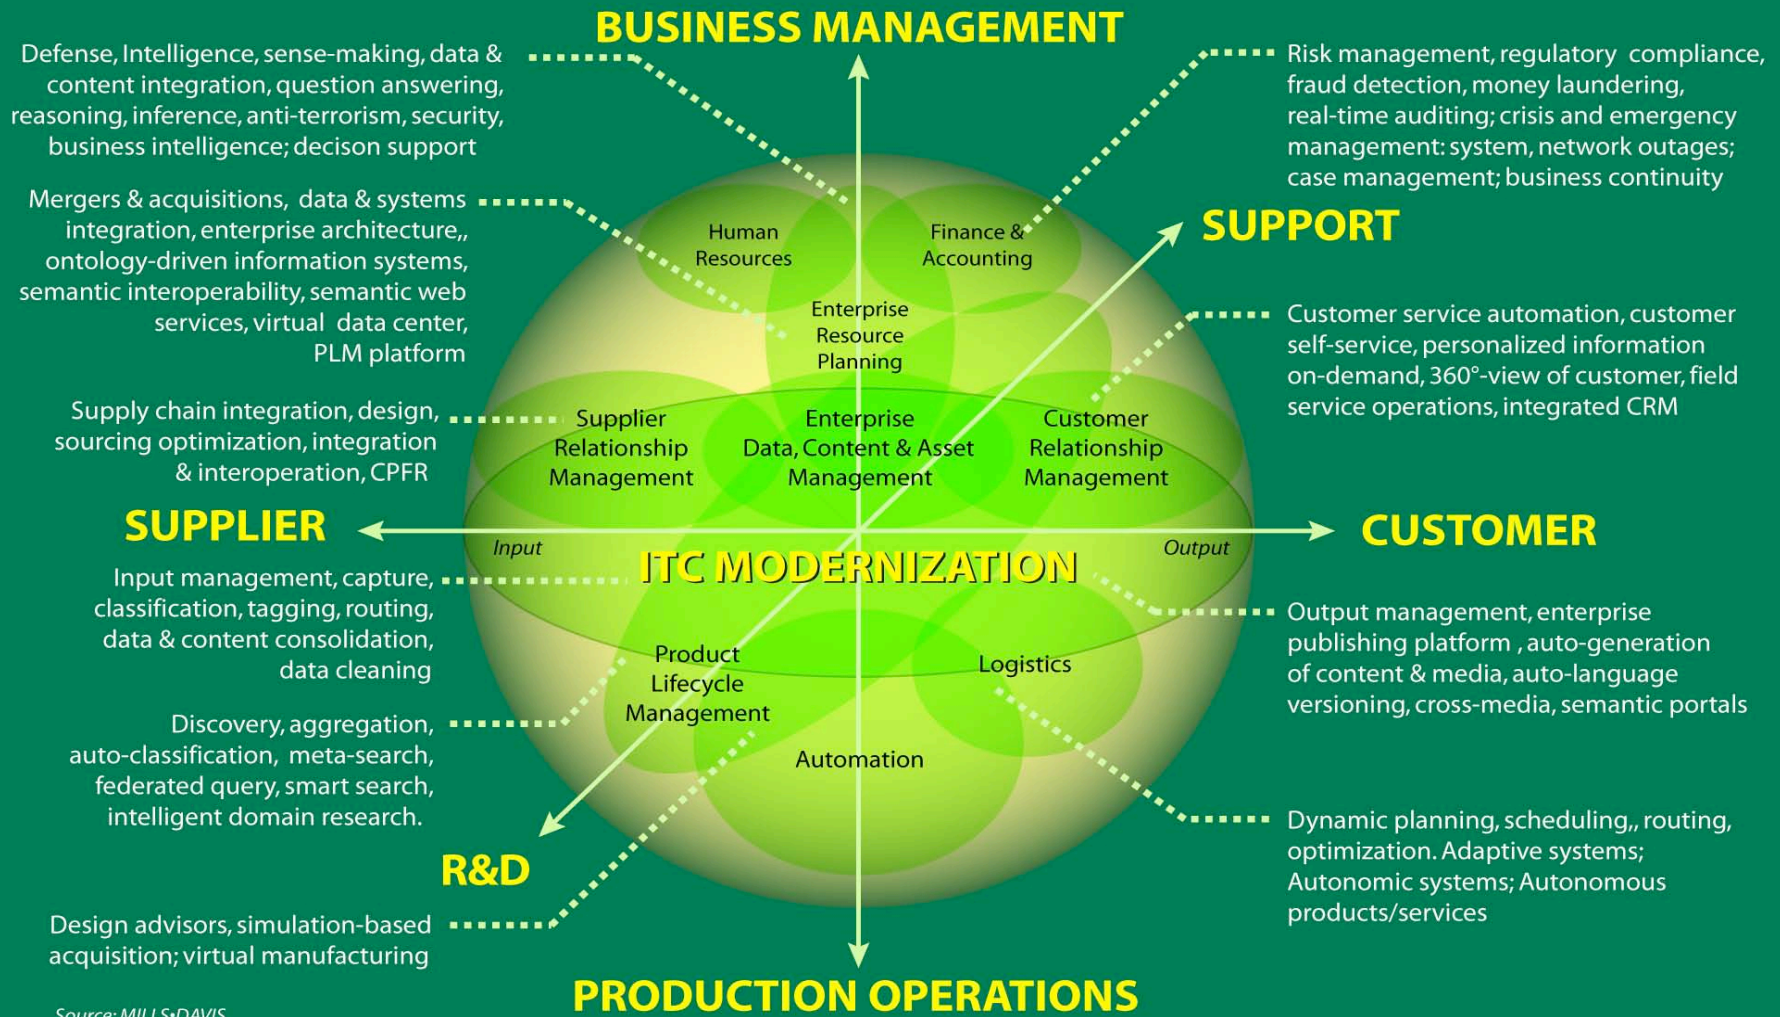 BUSINESS MANAGEMENT
Defense, Intelligence, sense-making, data &
content integration, question answering,
reasoning, inference, anti-terrorism, security,
business intelligence; decison support
Risk management, regulatory compliance,
fraud detection, money laundering,
real-time auditing; crisis and emergency
management: system, network outages;
case management; business continuity
Mergers & acquisitions, data & systems
integration, enterprise architecture,,
ontology-driven information systems,
semantic interoperability, semantic web
services, virtual data center,
PLM platform
SUPPORT
Human
Resources
Finance &
Accounting
Enterprise
Resource
Planning
Customer service automation, customer
self-service, personalized information
on-demand, 360°-view of customer, field
service operations, integrated CRM
Supply chain integration, design,
sourcing optimization, integration
& interoperation, CPFR
Supplier
Relationship
Management
Enterprise
Data, Content & Asset
Management
Customer
Relationship
Management
SUPPLIER
CUSTOMER
Input
Output
ITC MODERNIZATION
Input management, capture,
classification, tagging, routing,
data & content consolidation,
data cleaning
Output management, enterprise
publishing platform , auto-generation
of content & media, auto-language
versioning, cross-media, semantic portals
Product
Lifecycle
Management
Logistics
Automation
Discovery, aggregation,
auto-classification, meta-search,
federated query, smart search,
intelligent domain research.
Dynamic planning, scheduling,, routing,
optimization. Adaptive systems;
Autonomic systems; Autonomous
products/services
R&D
Design advisors, simulation-based
acquisition; virtual manufacturing
PRODUCTION OPERATIONS
Source: MILLS•DAVIS